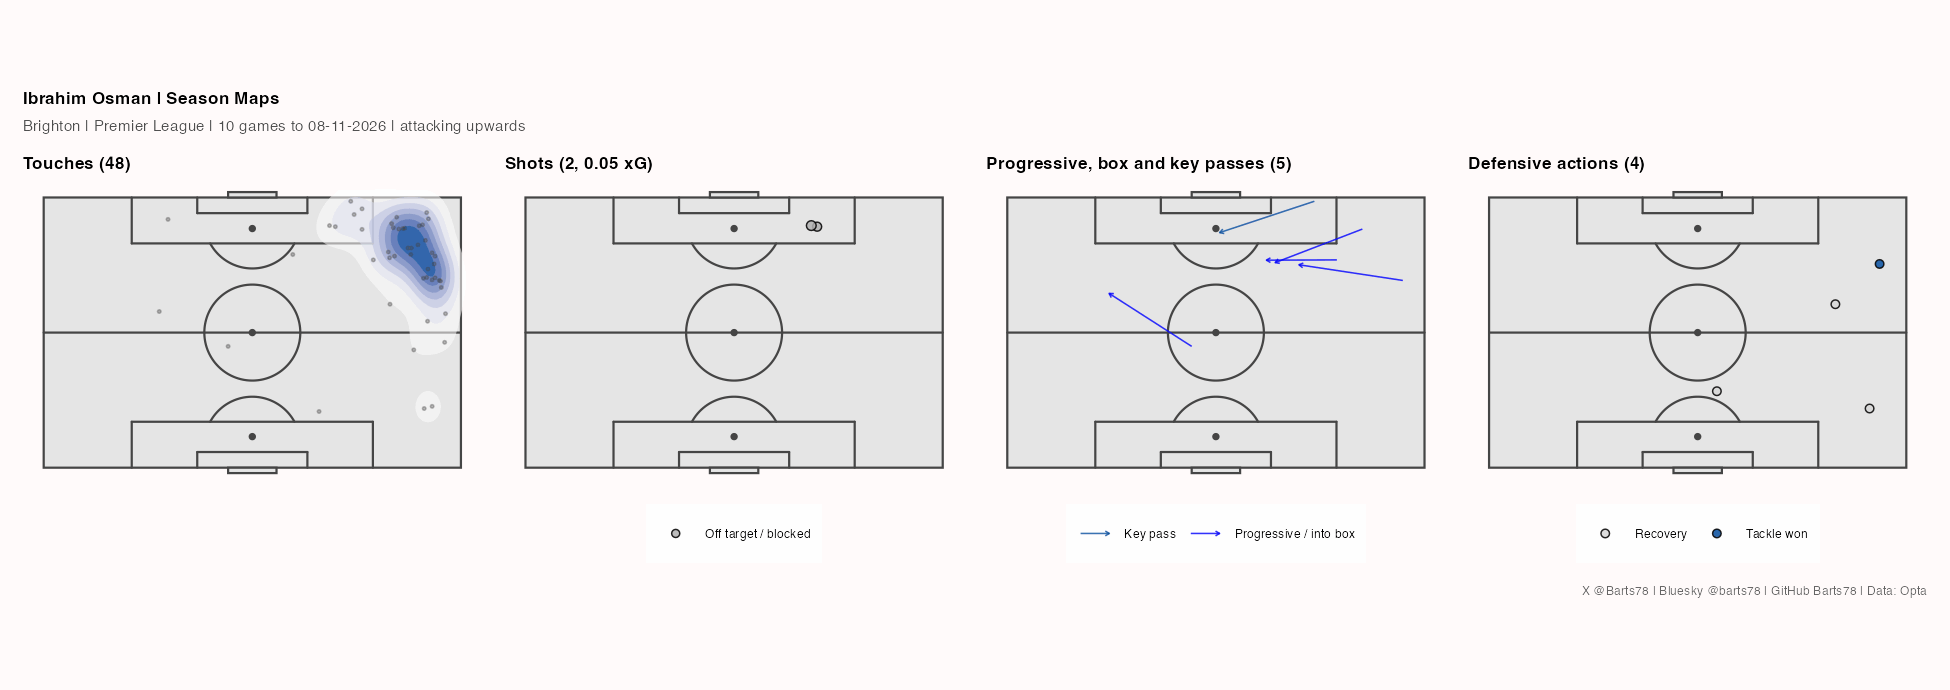 Ibrahim Osman | Season Maps
Brighton | Premier League | 10 games to 08-11-2026 | attacking upwards
Touches (48)
Shots (2, 0.05 xG)
Progressive, box and key passes (5)
Defensive actions (4)
Off target / blocked
Key pass
Progressive / into box
Recovery
Tackle won
X @Barts78 | Bluesky @barts78 | GitHub Barts78 | Data: Opta